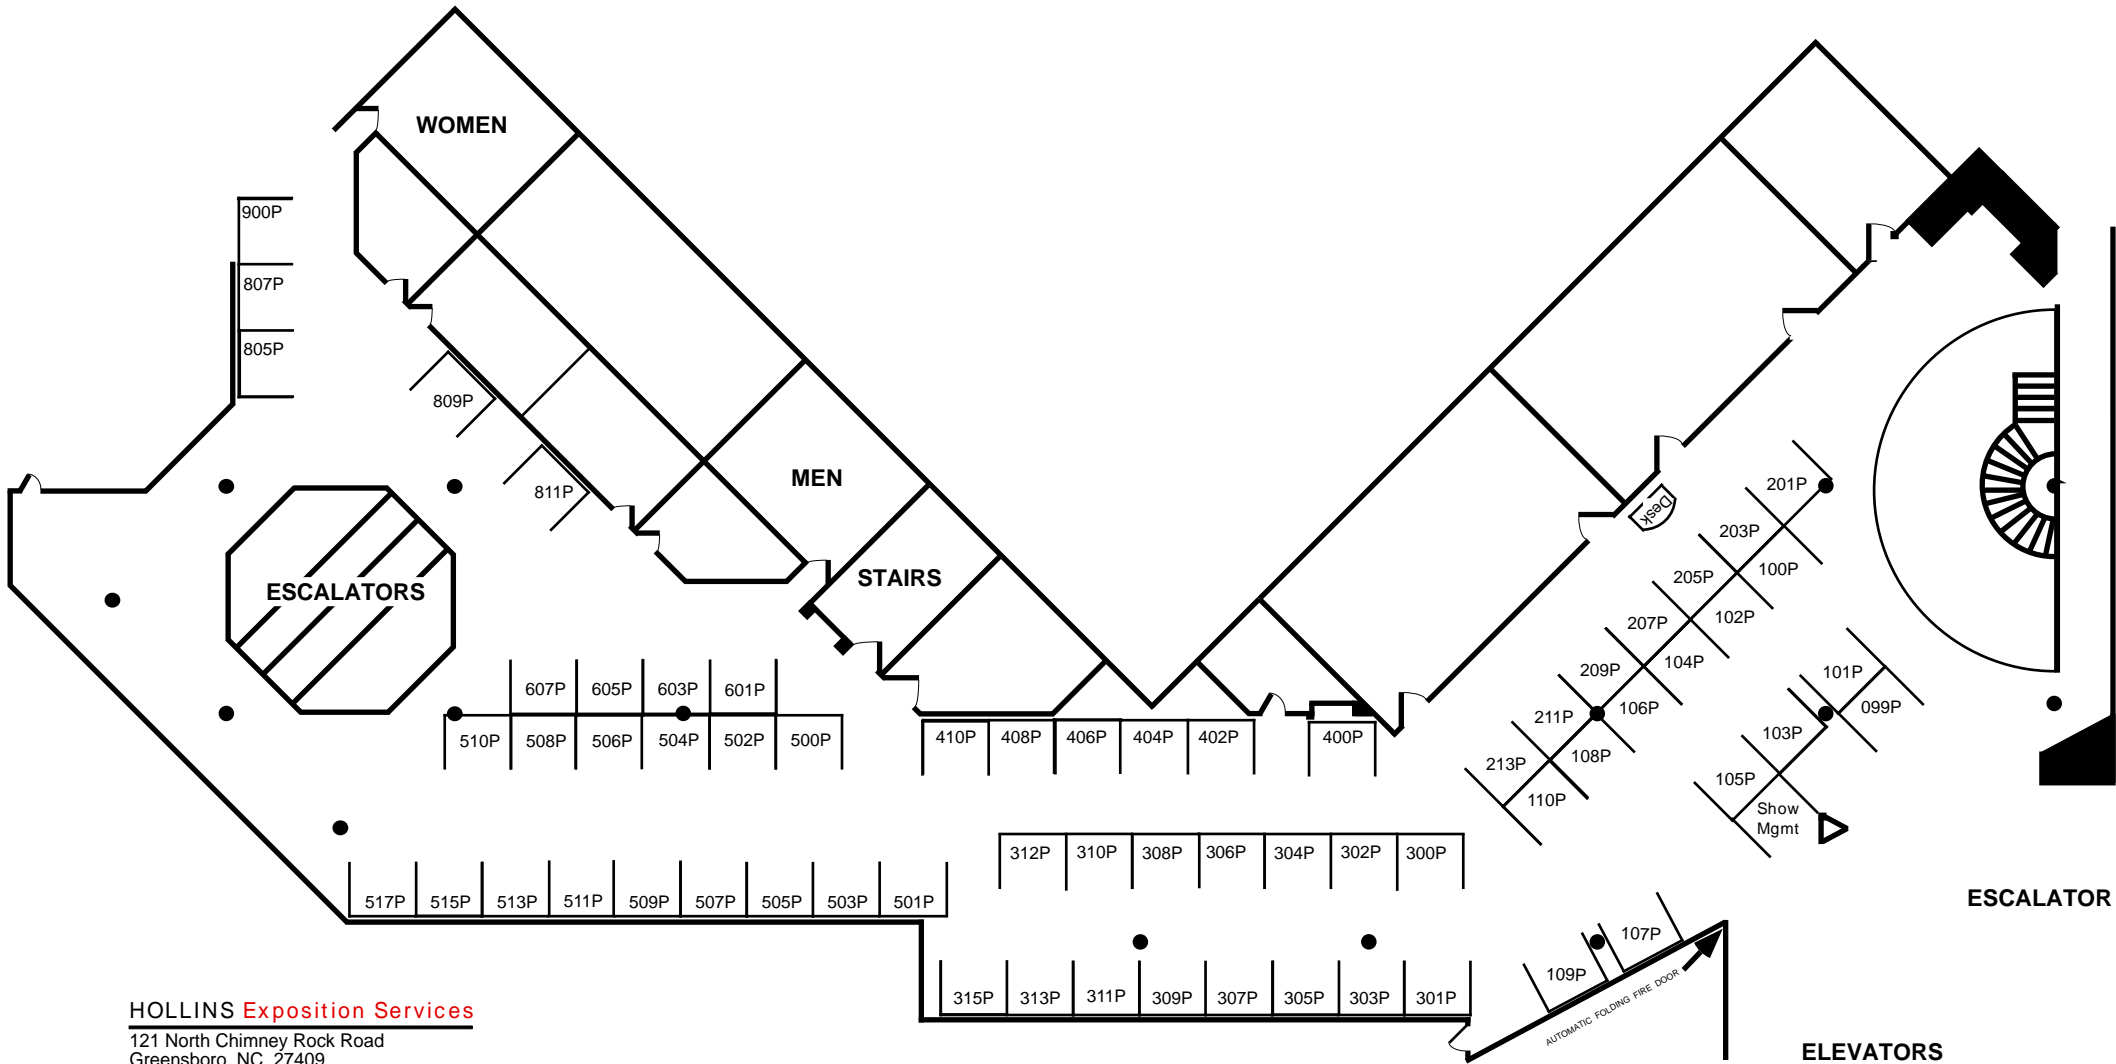 WOMEN
900P
807P
805P
809P
811P
MEN
STAIRS
ESCALATORS
Desk
201P
203P
205P
100P
207P
102P
209P
104P
101P
211P
106P
099P
103P
213P
108P
105P
110P
Show
Mgmt
607P 605P 603P 601P
510P 508P 506P 504P 502P 500P
410P 408P 406P 404P 402P 400P
312P 310P 308P 306P 304P 302P 300P
517P 515P 513P 511P 509P 507P 505P 503P 501P
ESCALATOR
107P
109P
315P 313P 311P 309P 307P 305P 303P 301P
AUTOMATIC FOLDING FIRE DOOR
HOLLINS Exposition Services
121 North Chimney Rock Road
Greensboro, NC 27409
ELEVATORS